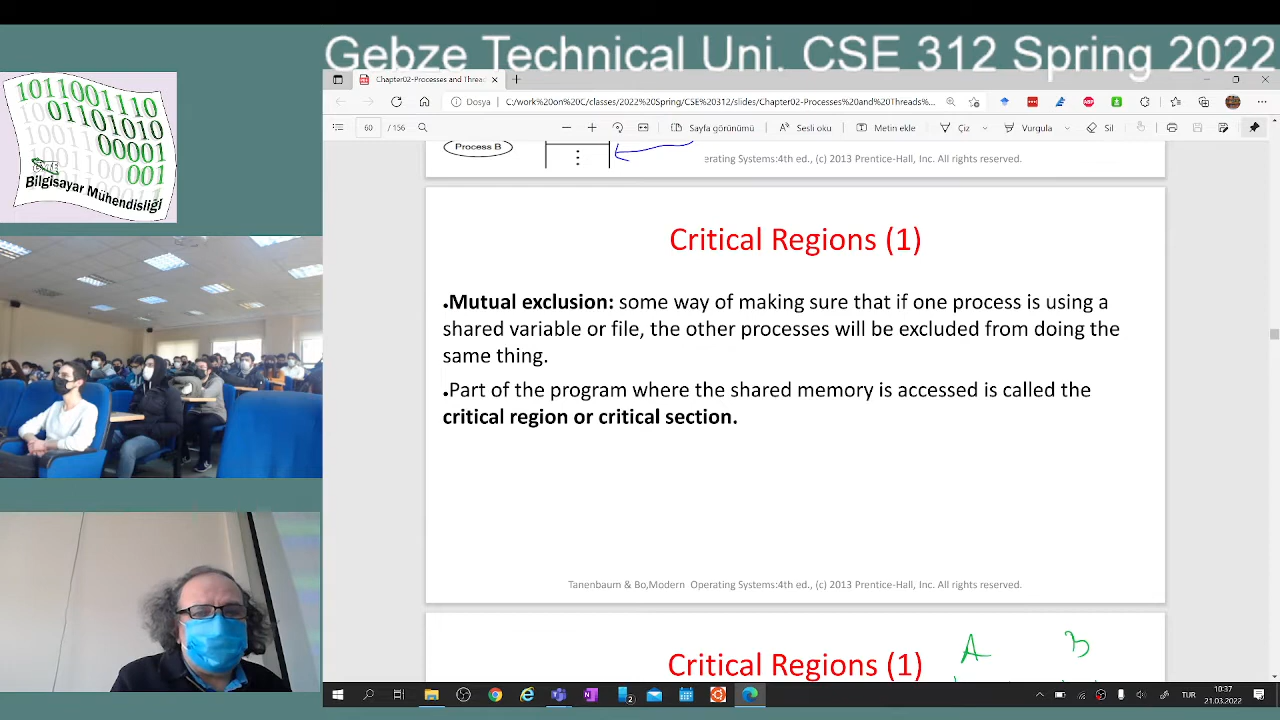 Gebze Technical Uni. CSE 312 Spring 2022
1011001110
01101010
00001
001
Bilgisayar Mühendisliği
Chapter02-Processes and Thread
Dosya
C:/work%20on%20C/classes/2022%20Spring/CSE%20312/slides/Chapter02-Processes%20and%20Threads%...
60 / 156
Sayfa görünümü
Sesli oku
Metin ekle
Çiz
Vurgula
Sil
Process B
erating Systems:4th ed., (c) 2013 Prentice-Hall, Inc. All rights reserved.
Critical Regions (1)
•Mutual exclusion: some way of making sure that if one process is using a
shared variable or file, the other processes will be excluded from doing the
same thing.
•Part of the program where the shared memory is accessed is called the
critical region or critical section.
Tanenbaum & Bo,Modern Operating Systems:4th ed., (c) 2013 Prentice-Hall, Inc. All rights reserved.
Critical Regions (1)
A B
TUR
10:37
21.03.2022